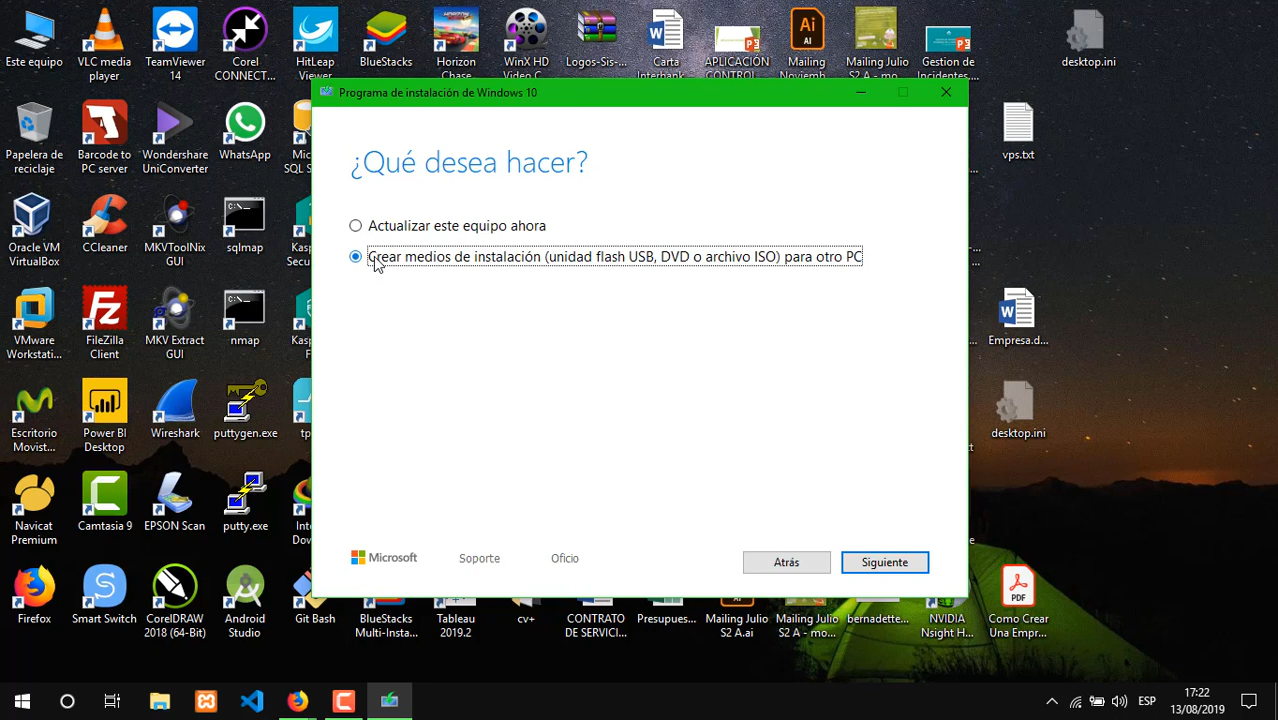 Este equipo
VLC media
player
TeamViewer
14
Corel
CONNECT...
HitLeap
Viewer
BlueStacks
Horizon
Chase
WinX HD
Video C...
Logos-Sis-...
Carta
Interbank
Ai
AI
APLICACIÓN
CONTROL...
Mailing
Noviemb...
Mailing Julio
S2 A - mo...
Gestion de
Incidentes...
desktop.ini
Programa de instalación de Windows 10
¿Qué desea hacer?
Actualizar este equipo ahora
Crear medios de instalación (unidad flash USB, DVD o archivo ISO) para otro PC
Microsoft
Soporte
Oficio
Atrás
Siguiente
Papelera de
reciclaje
Barcode to
PC server
Wondershare
UniConverter
WhatsApp
vps.txt
Oracle VM
VirtualBox
CCleaner
MKVToolNix
GUI
sqlmap
VMware
Workstati...
FileZilla
Client
MKV Extract
GUI
nmap
Empresa.d...
Escritorio
Movist...
Power BI
Desktop
Wireshark
puttygen.exe
desktop.ini
Navicat
Premium
Camtasia 9
EPSON Scan
putty.exe
Firefox
Smart Switch
CorelDRAW
2018 (64-Bit)
Android
Studio
Git Bash
BlueStacks
Multi-Insta...
Tableau
2019.2
cv+
CONTRATO
DE SERVICI...
Presupues...
Mailing Julio
S2 A.ai
Mailing Julio
S2 A - mo...
bernadette...
NVIDIA
Nsight H...
PDF
Como Crear
Una Empr...
ESP
17:22
13/08/2019